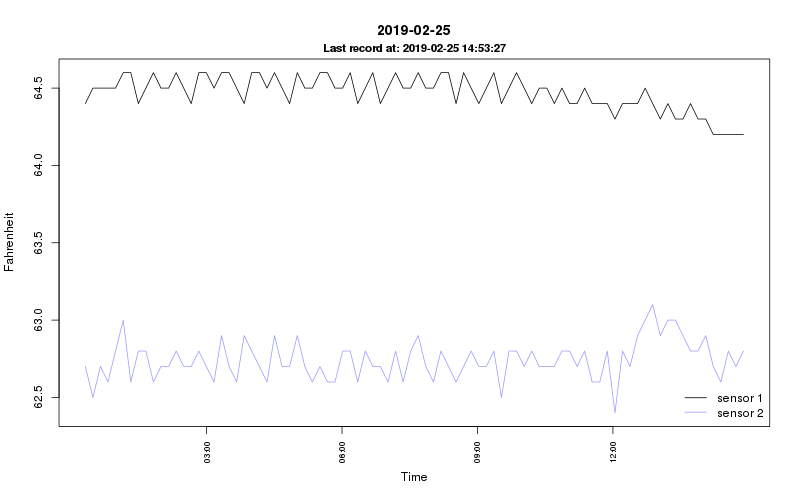 2019-02-25
Last record at: 2019-02-25 14:53:27
Fahrenheit
64.5
64.0
63.5
63.0
62.5
sensor 1
sensor 2
03:00
06:00
09:00
12:00
Time